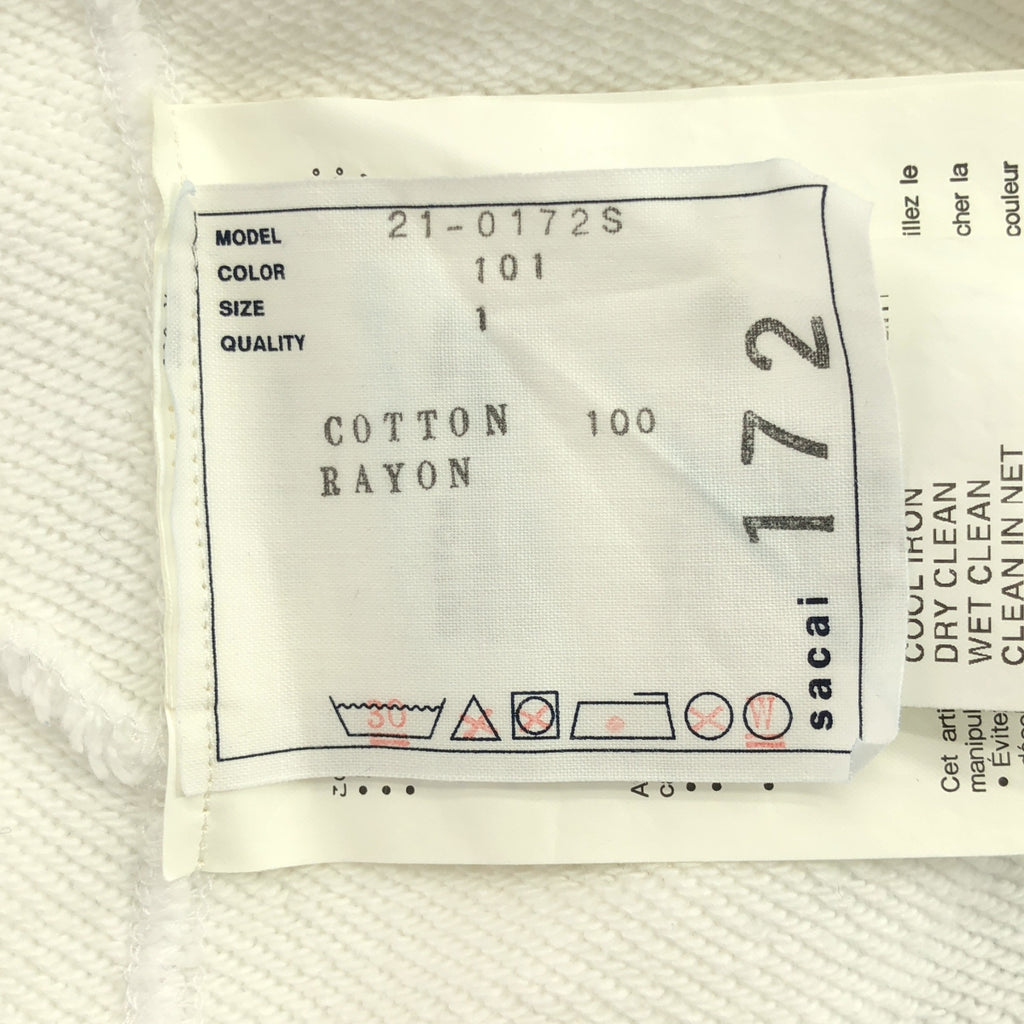 MODEL 21-0172S
COLOR 101
SIZE 1
QUALITY
COTTON 100
RAYON
172
sacai
30
W
illez le
cher la
couleur
COOL IRON
DRY CLEAN
WET CLEAN
CLEAN IN NET
Cet arti
manipul
• Évite